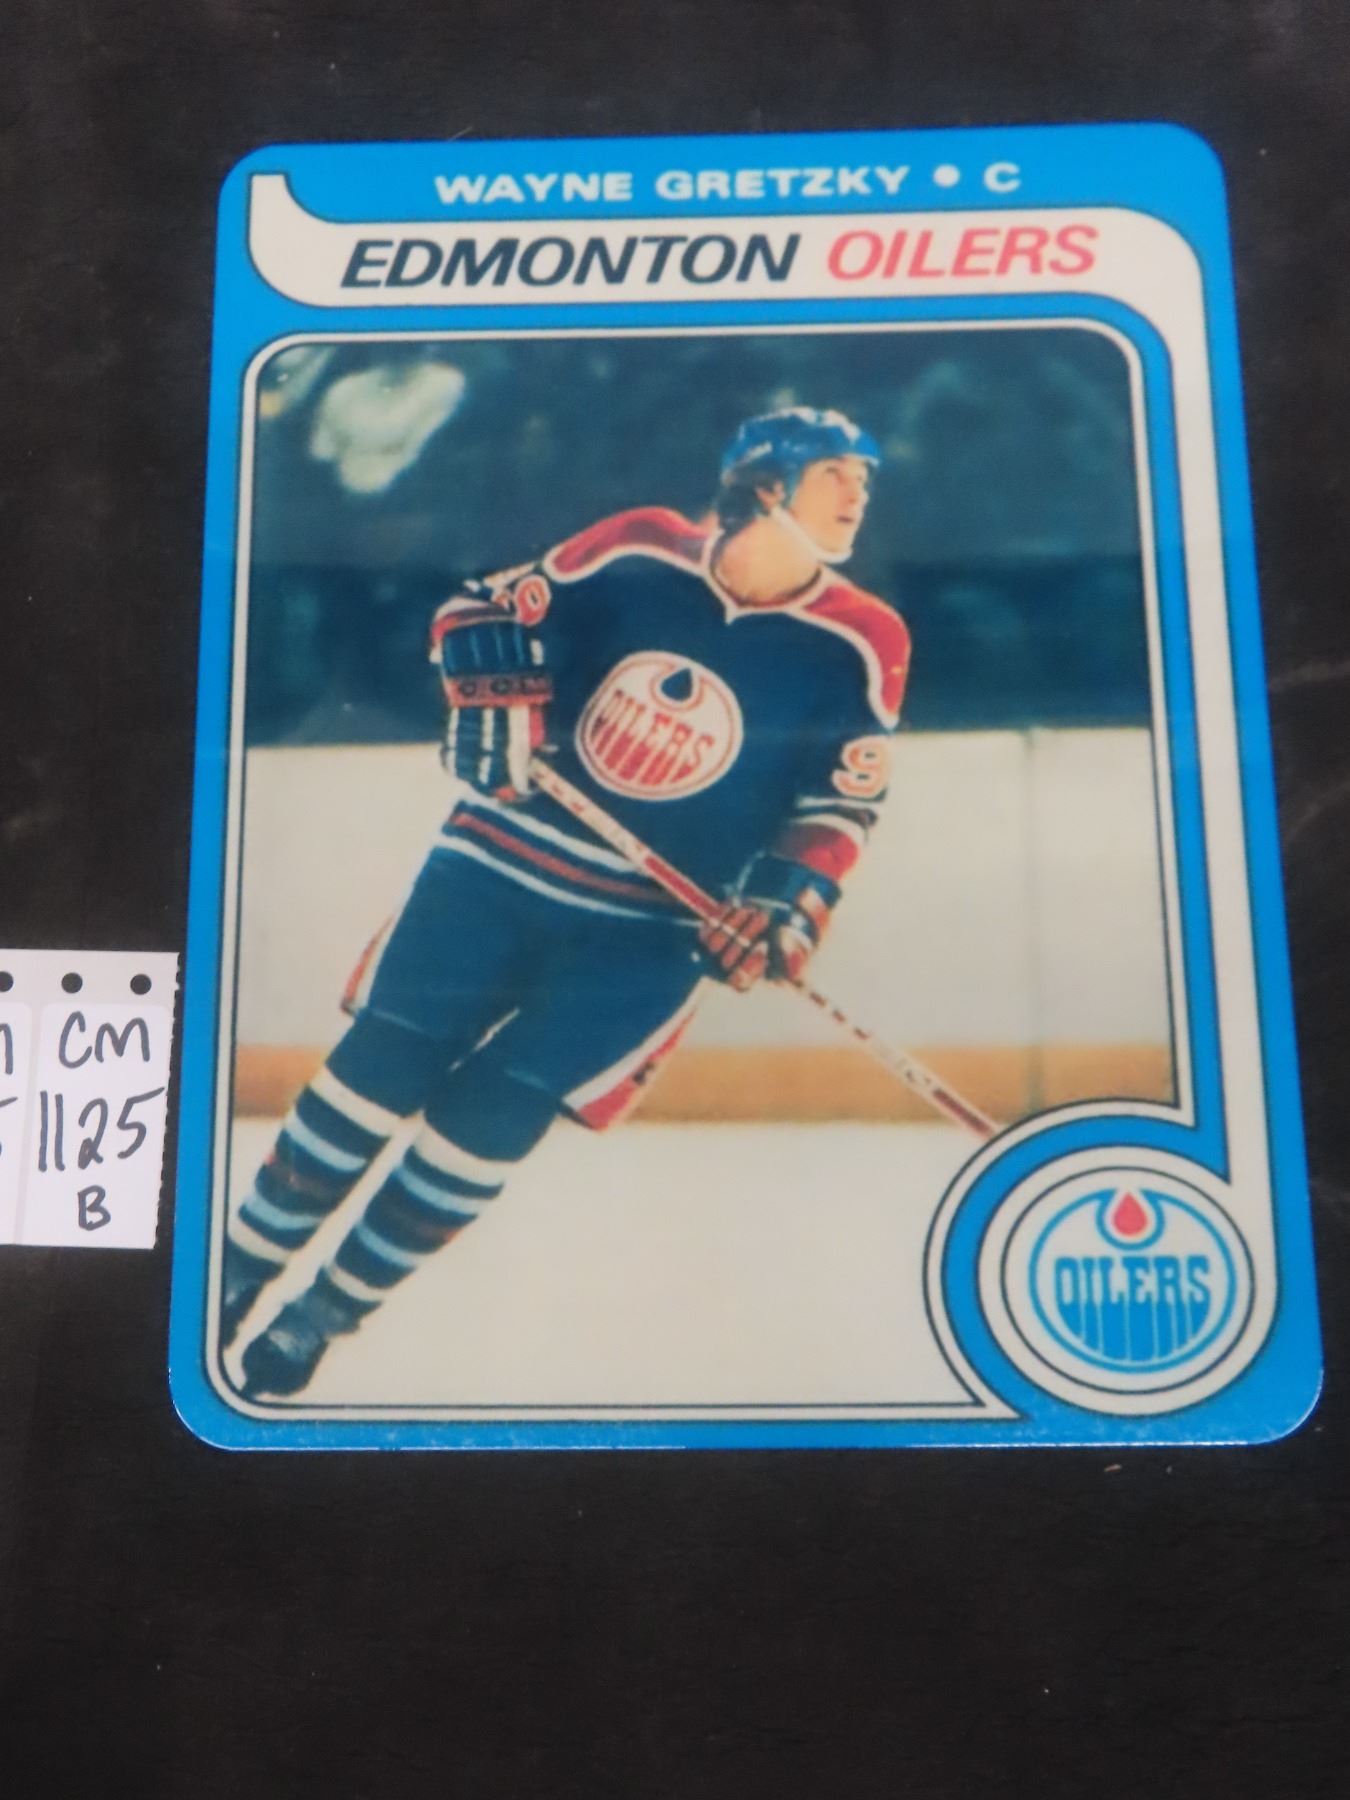 WAYNE GRETZKY • C
EDMONTON OILERS
OILERS
9
OILERS
CM
1125
B